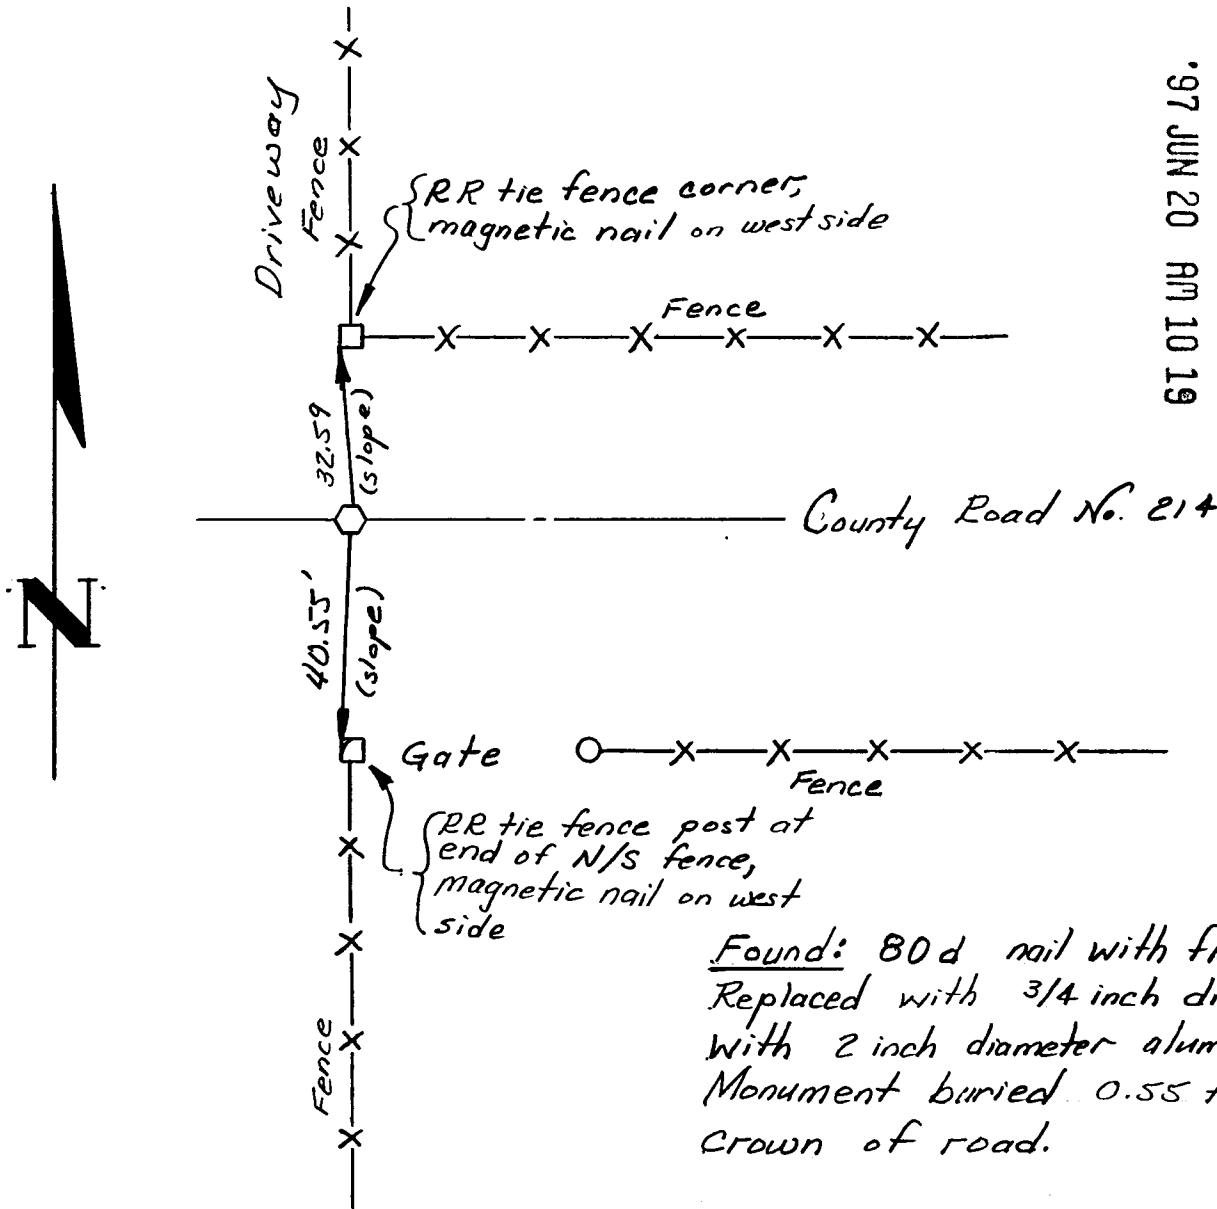 '97 JUN 20 AM 10 19
Driveway
Fence
RR tie fence corner,
magnetic nail on west side
Fence
32.59
(slope)
County Road No. 214
N
40.55'
(slope)
Gate
Fence
RR tie fence post at
end of N/S fence,
magnetic nail on west
side
Fence
Found: 80d nail with
Replaced with 3/4 inch
with 2 inch diameter
Monument buried 0.55
crown of road.